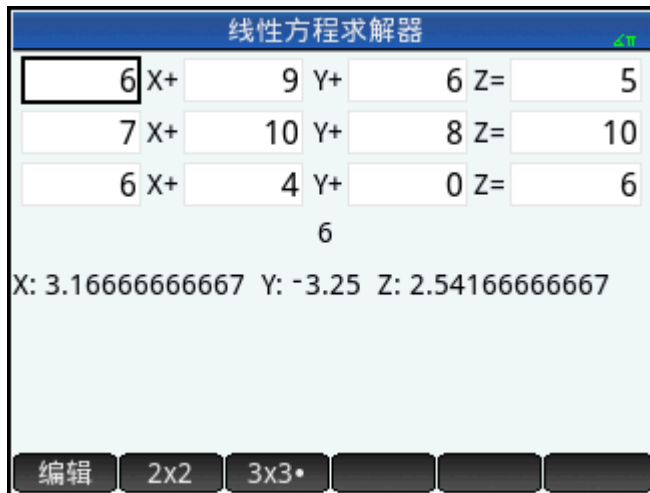 线性方程求解器
∡π
6 X+ 9 Y+ 6 Z= 5
7 X+ 10 Y+ 8 Z= 10
6 X+ 4 Y+ 0 Z= 6
6
X: 3.16666666667 Y: -3.25 Z: 2.54166666667
编辑 2x2 3x3•